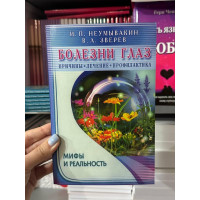 И. П. НЕУМЫВАКИН
В. А. ЗВЕРЕВ
БОЛЕЗНИ ГЛАЗ
ПРИЧИНЫ • ЛЕЧЕНИЕ • ПРОФИЛАКТИКА
МИФЫ
И РЕАЛЬНОСТЬ